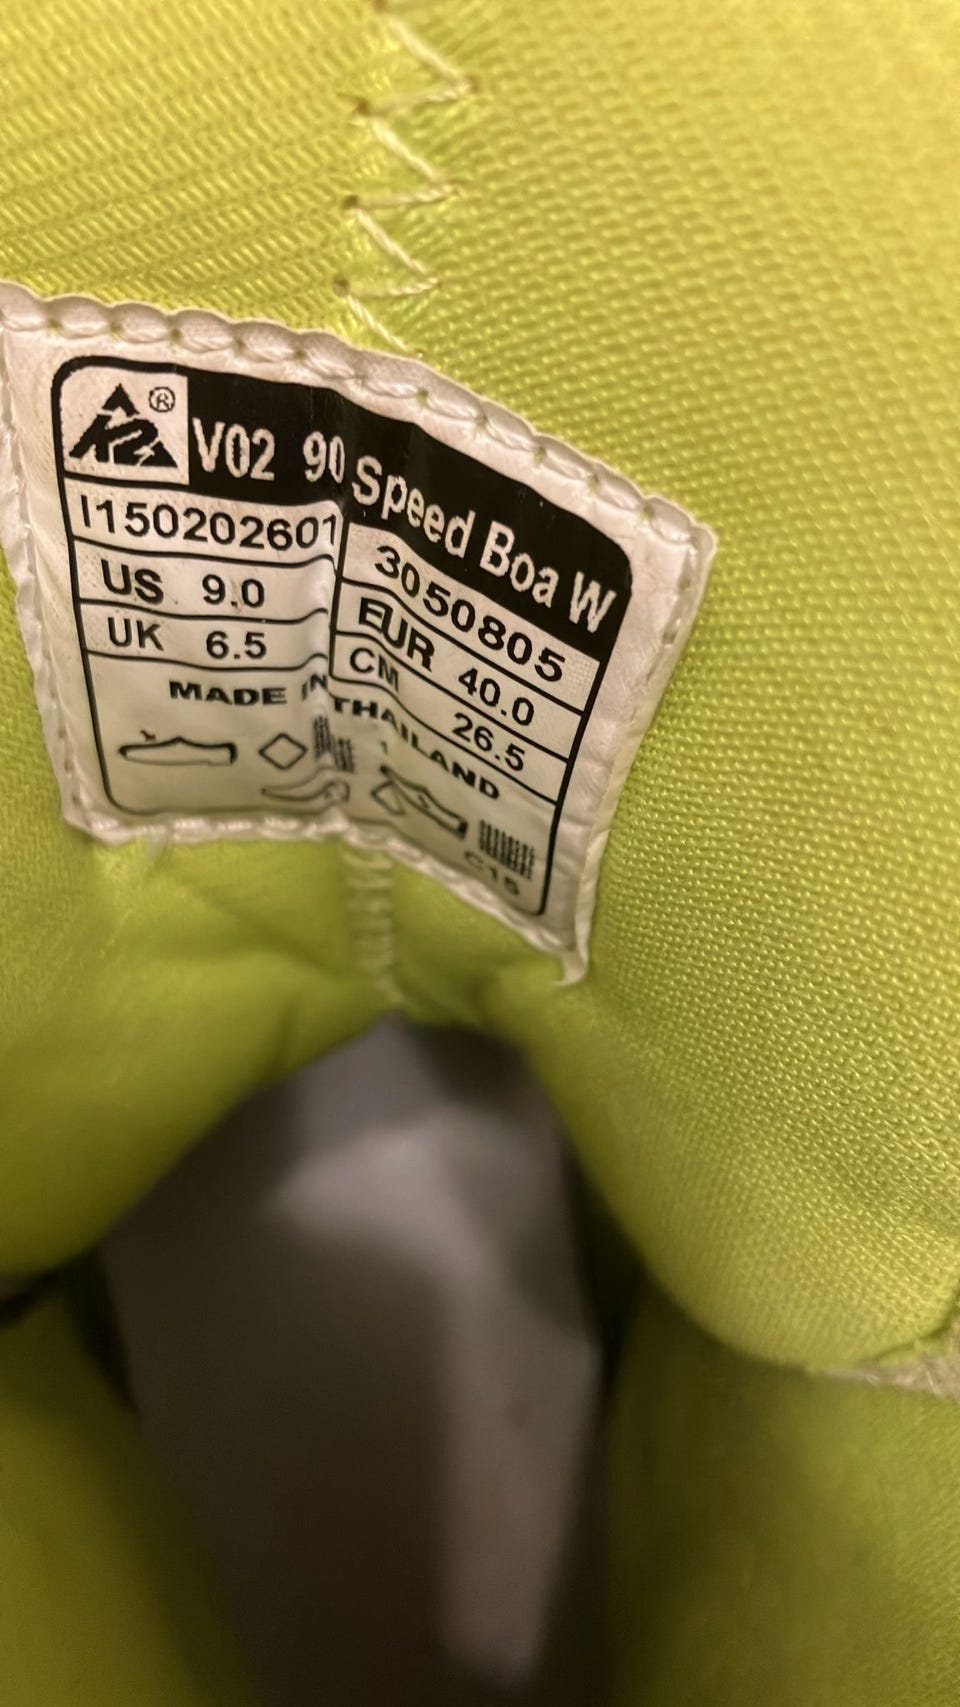 K2 ® V02 90 Speed Boa W
I150202601 3050805
US 9.0 EUR 40.0
UK 6.5 CM 26.5
MADE IN THAILAND
C15